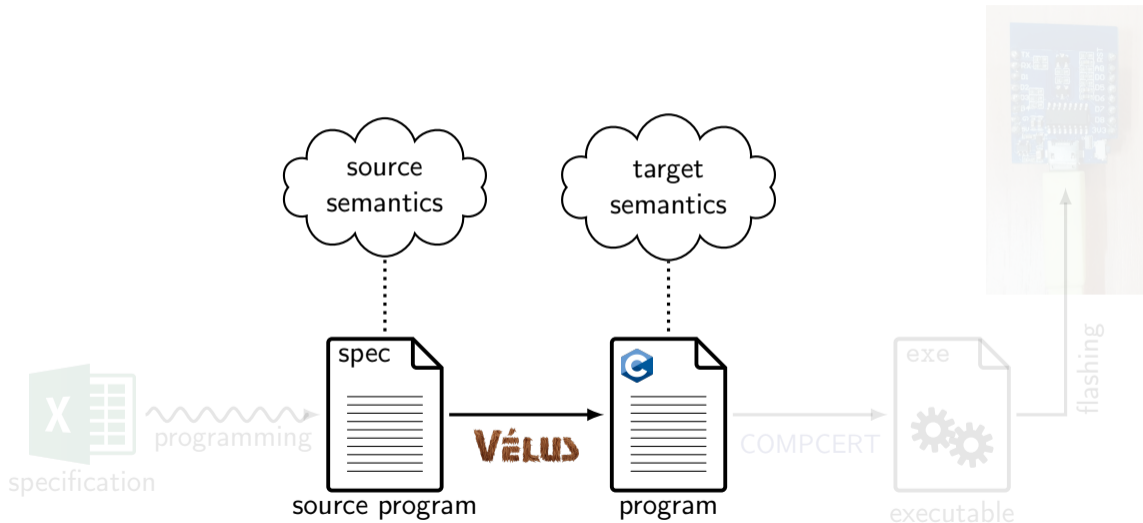 source
semantics
target
semantics
spec
C
exe
X
programming
VÉLUS
COMPCERT
flashing
specification
source program
program
executable